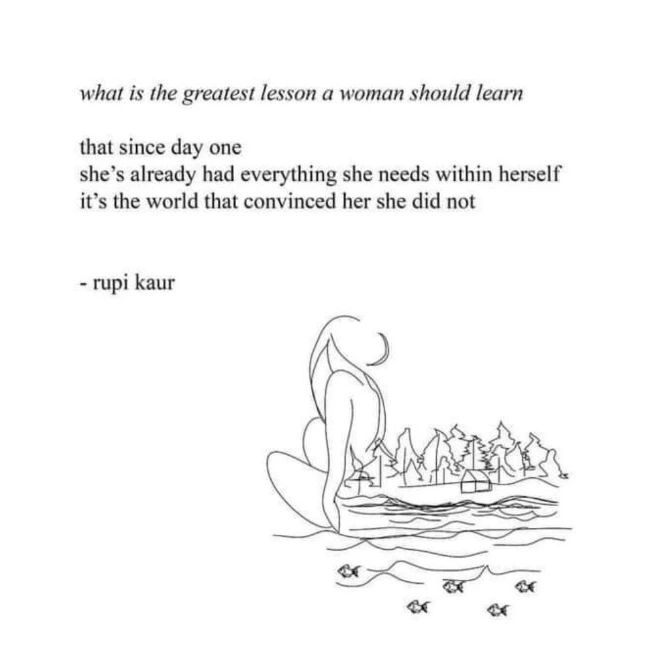 what is the greatest lesson a woman should learn
that since day one
she's already had everything she needs within herself
it's the world that convinced her she did not
- rupi kaur